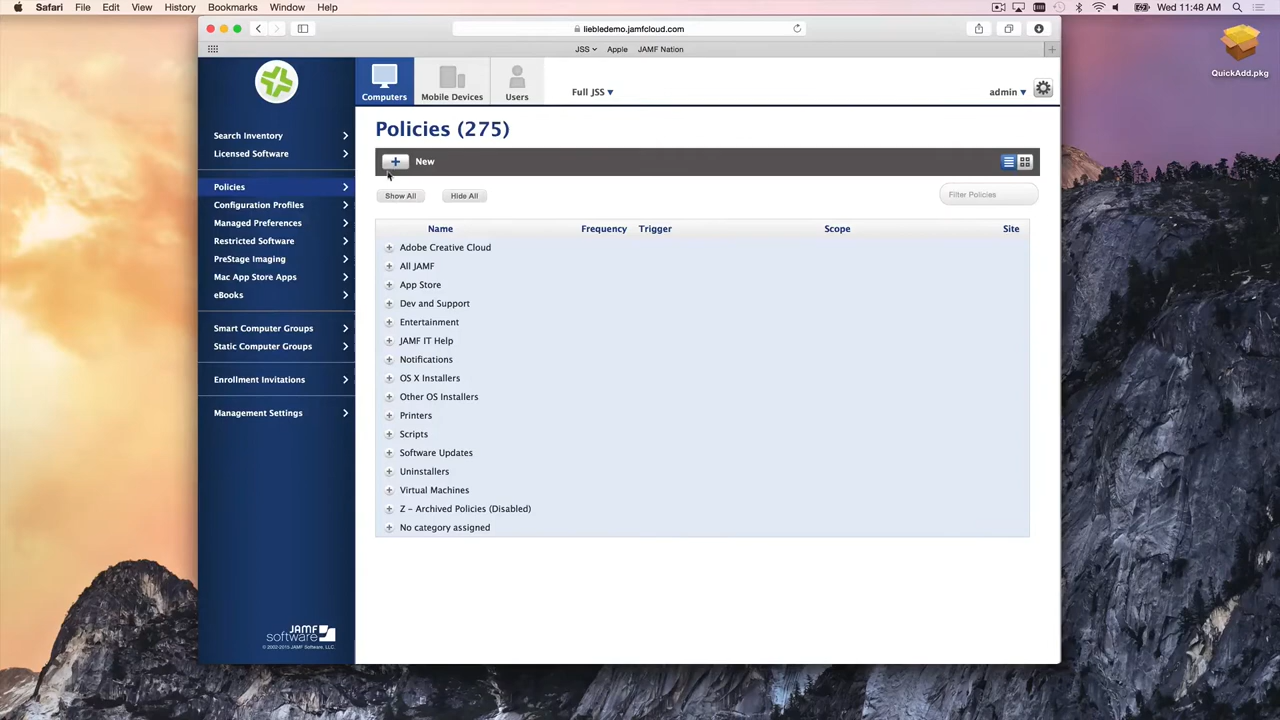 Safari File Edit View History Bookmarks Window Help
Wed 11:48 AM
liebledemo.jamfcloud.com
JSS Apple JAMF Nation
QuickAdd.pkg
Computers Mobile Devices Users
Full JSS
admin
Search Inventory
Licensed Software
Policies
Configuration Profiles
Managed Preferences
Restricted Software
PreStage Imaging
Mac App Store Apps
eBooks
Smart Computer Groups
Static Computer Groups
Enrollment Invitations
Management Settings
JAMF
software
© 2002-2015 JAMF Software, LLC.
Policies (275)
New
Show All Hide All Filter Policies
Name Frequency Trigger Scope Site
Adobe Creative Cloud
All JAMF
App Store
Dev and Support
Entertainment
JAMF IT Help
Notifications
OS X Installers
Other OS Installers
Printers
Scripts
Software Updates
Uninstallers
Virtual Machines
Z - Archived Policies (Disabled)
No category assigned